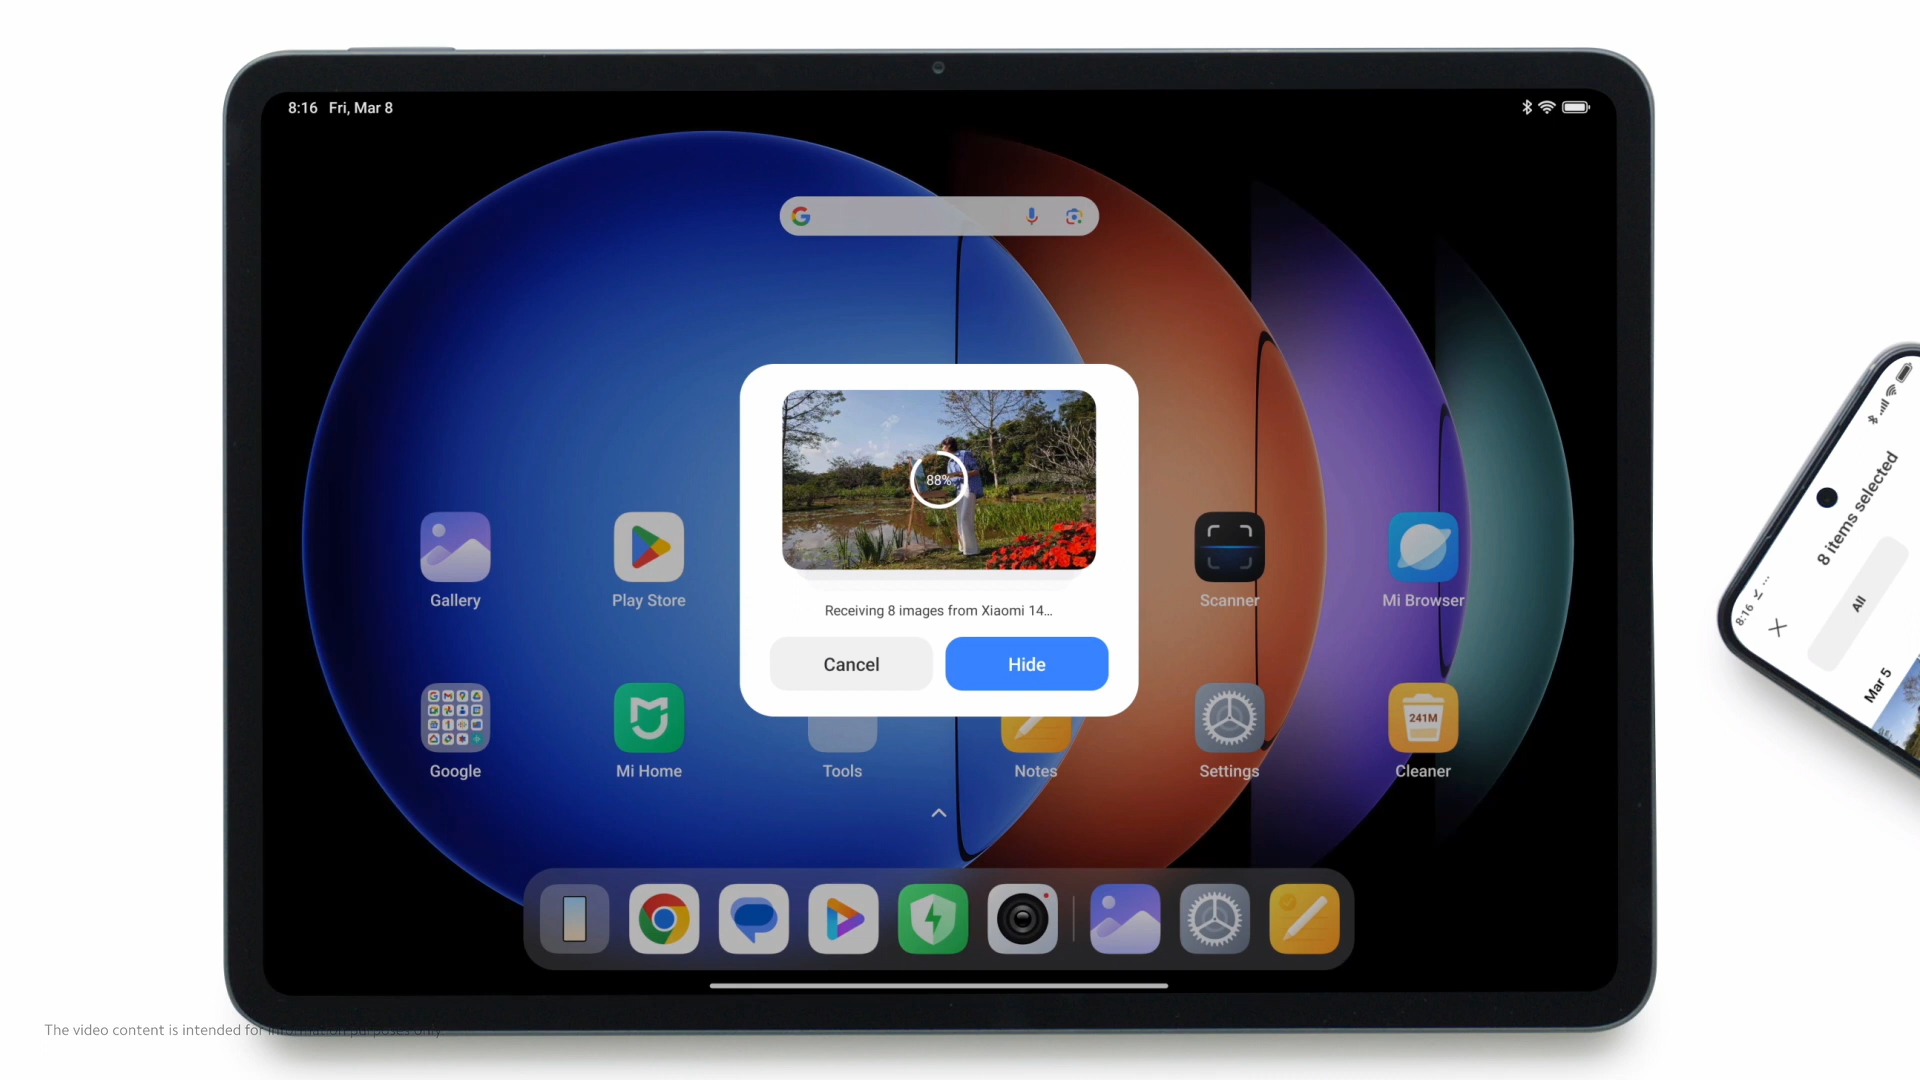 8:16 Fri, Mar 8
88%
Receiving 8 images from Xiaomi 14...
Cancel
Hide
Gallery
Play Store
Scanner
Mi Browser
Google
Mi Home
Tools
Notes
Settings
241M
Cleaner
8:16
8 items selected
All
Mar 5
The video content is intended for information purposes only